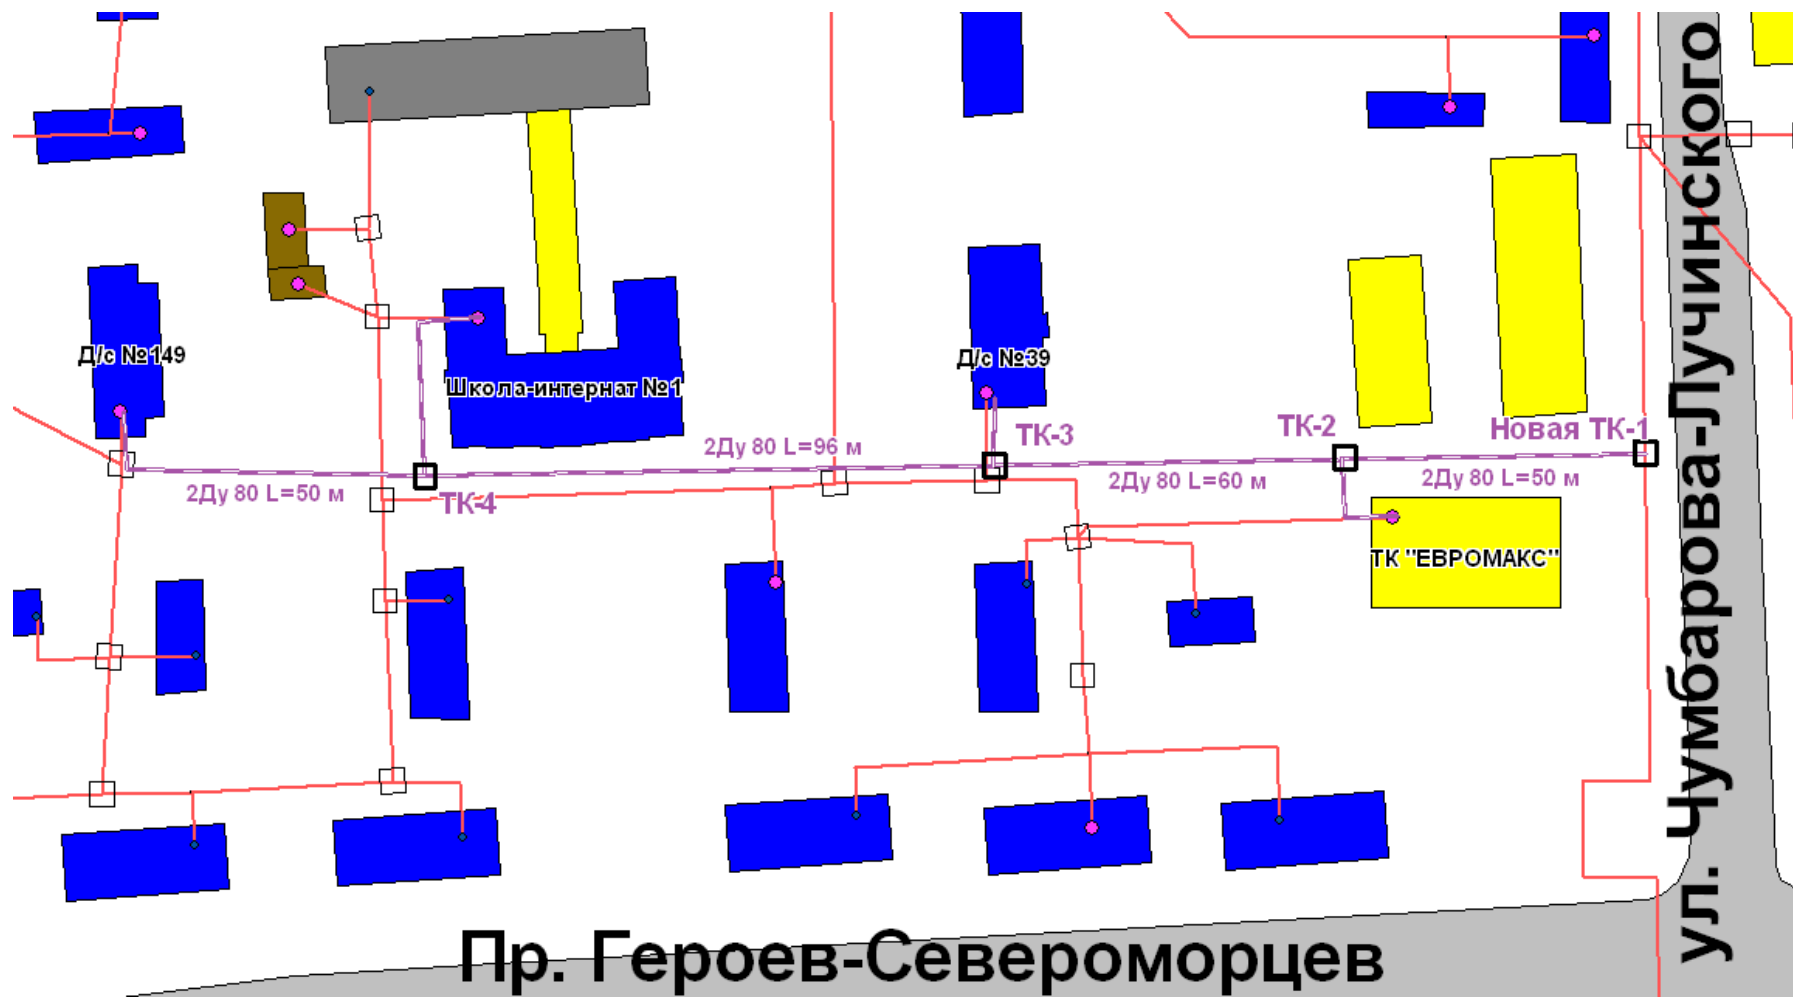 ул. Чумбарова-Лучинского
Д/с №149
Школа-интернат №1
Д/с №39
ТК-3
ТК-2
Новая ТК-1
2Ду 80 L=96 м
2Ду 80 L=60 м
2Ду 80 L=50 м
2Ду 80 L=50 м
ТК-4
ТК "ЕВРОМАКС"
Пр. Героев-Североморцев